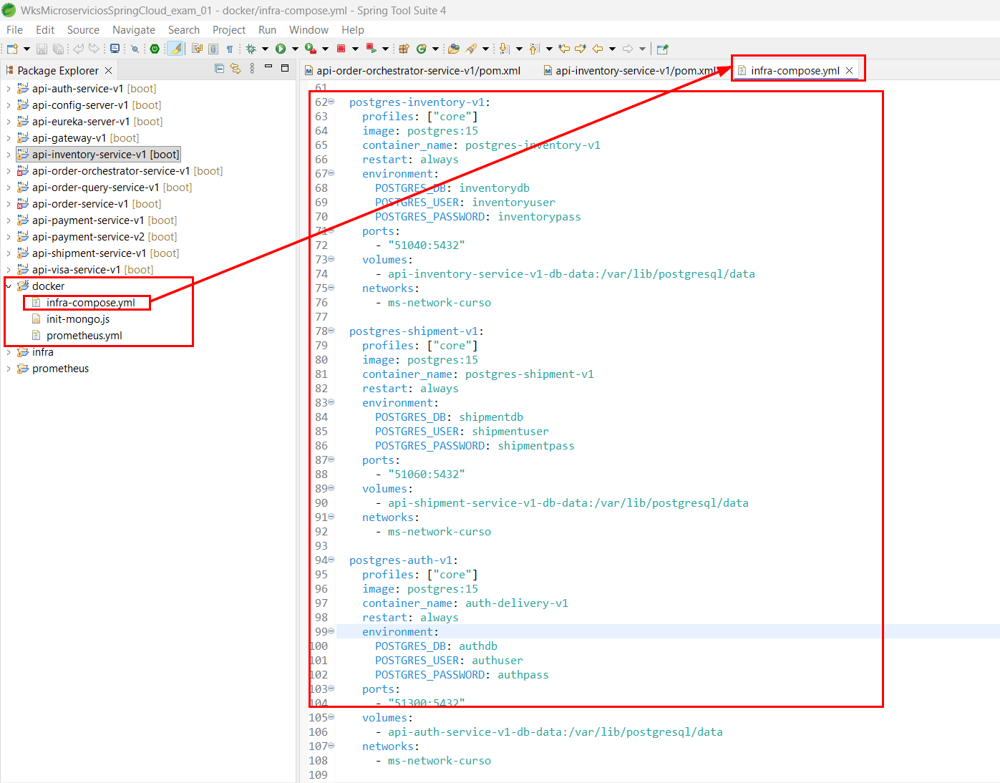 WksMicroserviciosSpringCloud_exam_01 - docker/infra-compose.yml - Spring Tool Suite 4
File Edit Source Navigate Search Project Run Window Help
Package Explorer
api-order-orchestrator-service-v1/pom.xml api-inventory-service-v1/pom.xml infra-compose.yml
api-auth-service-v1 [boot]
api-config-server-v1 [boot]
api-eureka-server-v1 [boot]
api-gateway-v1 [boot]
api-inventory-service-v1 [boot]
api-order-orchestrator-service-v1 [boot]
api-order-query-service-v1 [boot]
api-order-service-v1 [boot]
api-payment-service-v1 [boot]
api-payment-service-v2 [boot]
api-shipment-service-v1 [boot]
api-visa-service-v1 [boot]
docker
infra-compose.yml
init-mongo.js
prometheus.yml
infra
prometheus
61
62 postgres-inventory-v1:
63 profiles: ["core"]
64 image: postgres:15
65 container_name: postgres-inventory-v1
66 restart: always
67 environment:
68 POSTGRES_DB: inventorydb
69 POSTGRES_USER: inventoryuser
70 POSTGRES_PASSWORD: inventorypass
71 ports:
72 - "51040:5432"
73 volumes:
74 - api-inventory-service-v1-db-data:/var/lib/postgresql/data
75 networks:
76 - ms-network-curso
77
78 postgres-shipment-v1:
79 profiles: ["core"]
80 image: postgres:15
81 container_name: postgres-shipment-v1
82 restart: always
83 environment:
84 POSTGRES_DB: shipmentdb
85 POSTGRES_USER: shipmentuser
86 POSTGRES_PASSWORD: shipmentpass
87 ports:
88 - "51060:5432"
89 volumes:
90 - api-shipment-service-v1-db-data:/var/lib/postgresql/data
91 networks:
92 - ms-network-curso
93
94 postgres-auth-v1:
95 profiles: ["core"]
96 image: postgres:15
97 container_name: auth-delivery-v1
98 restart: always
99 environment:
100 POSTGRES_DB: authdb
101 POSTGRES_USER: authuser
102 POSTGRES_PASSWORD: authpass
103 ports:
104 - "51300:5432"
105 volumes:
106 - api-auth-service-v1-db-data:/var/lib/postgresql/data
107 networks:
108 - ms-network-curso
109